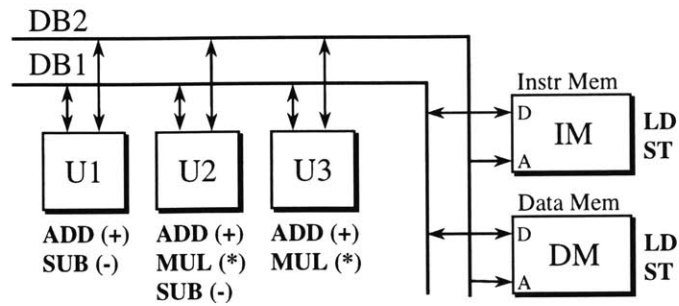 DB2
DB1
Instr Mem
D
IM
A
LD
ST
U1
U2
U3
ADD (+)
SUB (-)
ADD (+)
MUL (*)
SUB (-)
ADD (+)
MUL (*)
Data Mem
D
DM
A
LD
ST